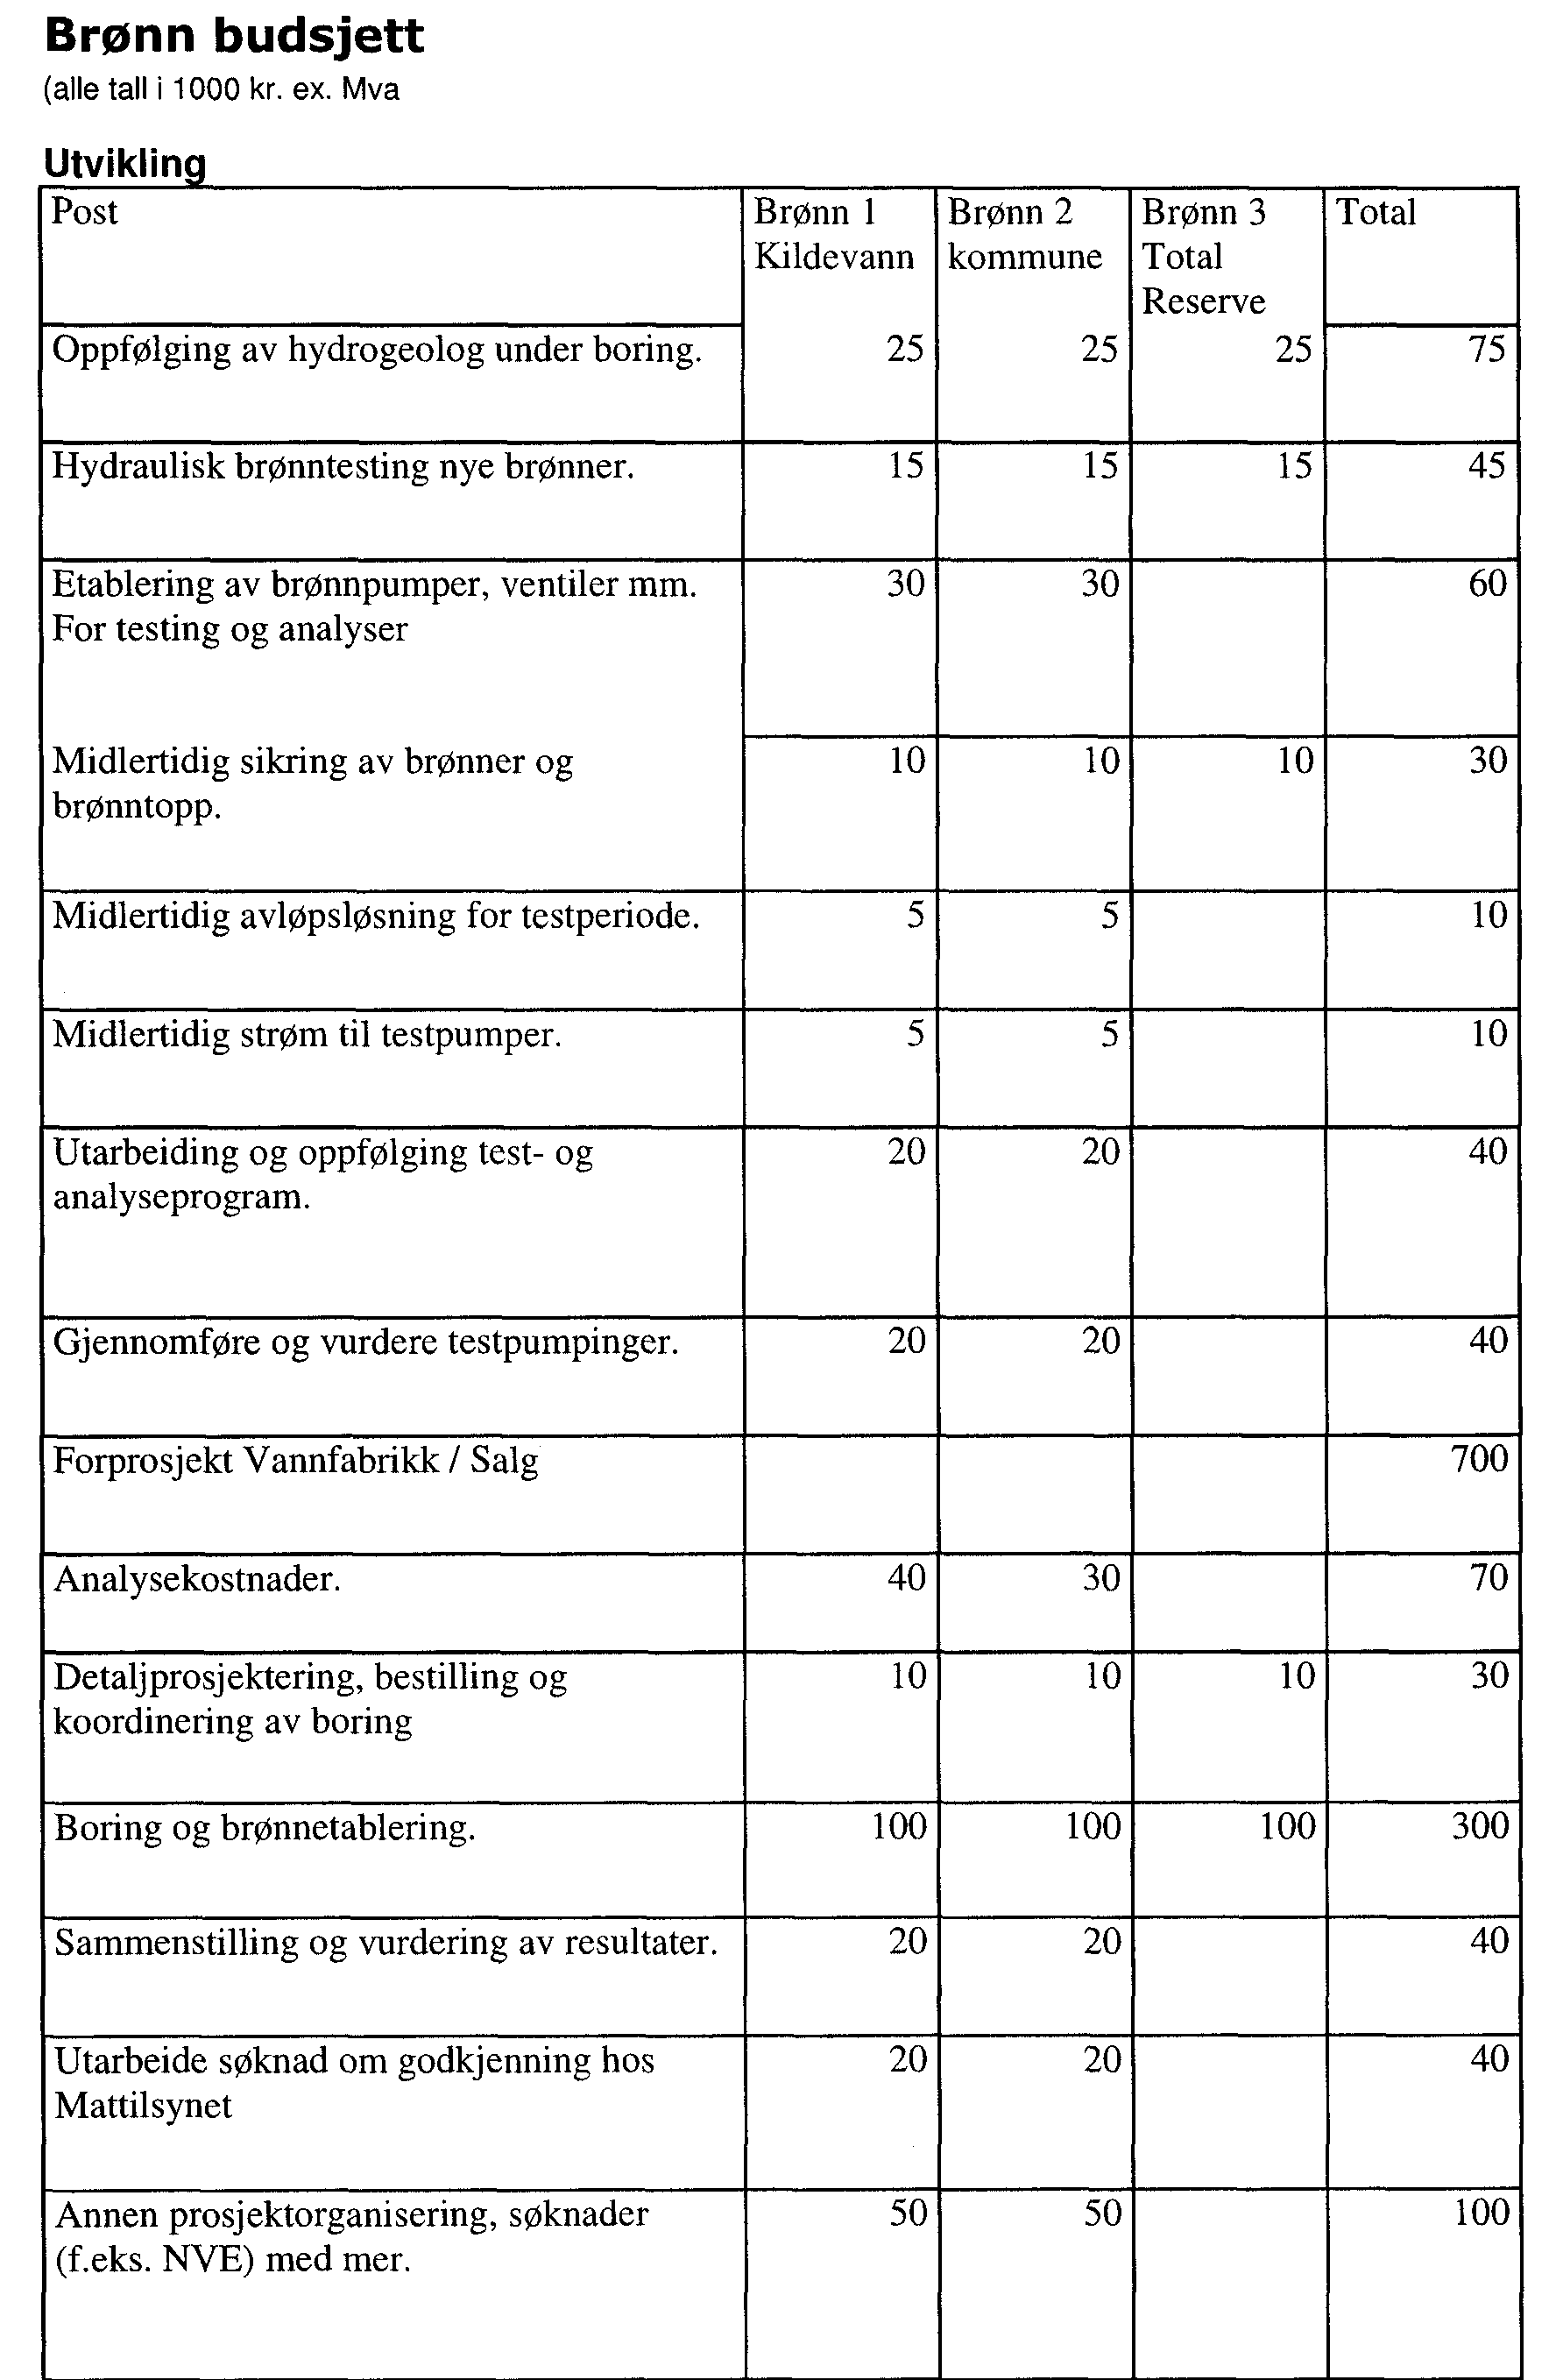 Brønn budsjett
(alle tall i 1000 kr. ex. Mva
Utvikling
Post Brønn 1 Brønn 2 Brønn 3 Total
Kildevann kommune Total
Reserve
Oppfølging av hydrogeolog under boring. 25 25 25 75
Hydraulisk brønntesting nye brønner. 15 15 15 45
Etablering av brønnpumper, ventiler mm. 30 30 60
For testing og analyser
Midlertidig sikring av brønner og 10 10 10 30
brønntopp.
Midlertidig avløpsløsning for testperiode. 5 5 10
Midlertidig strøm til testpumper. 5 5 10
Utarbeiding og oppfølging test- og 20 20 40
analyseprogram.
Gjennomføre og vurdere testpumpinger. 20 20 40
Forprosjekt Vannfabrikk / Salg 700
Analysekostnader. 40 30 70
Detaljprosjektering, bestilling og 10 10 10 30
koordinering av boring
Boring og brønnetablering. 100 100 100 300
Sammenstilling og vurdering av resultater. 20 20 40
Utarbeide søknad om godkjenning hos 20 20 40
Mattilsynet
Annen prosjektorganisering, søknader 50 50 100
(f.eks. NVE) med mer.